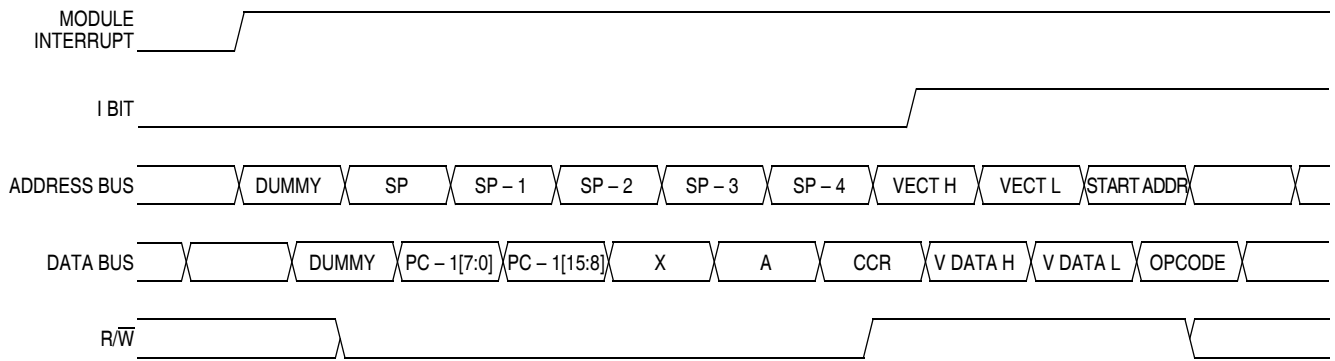 MODULE
INTERRUPT
I BIT
ADDRESS BUS DUMMY SP SP – 1 SP – 2 SP – 3 SP – 4 VECT H VECT L START ADDR
DATA BUS DUMMY PC – 1[7:0] PC – 1[15:8] X A CCR V DATA H V DATA L OPCODE
R/W̅